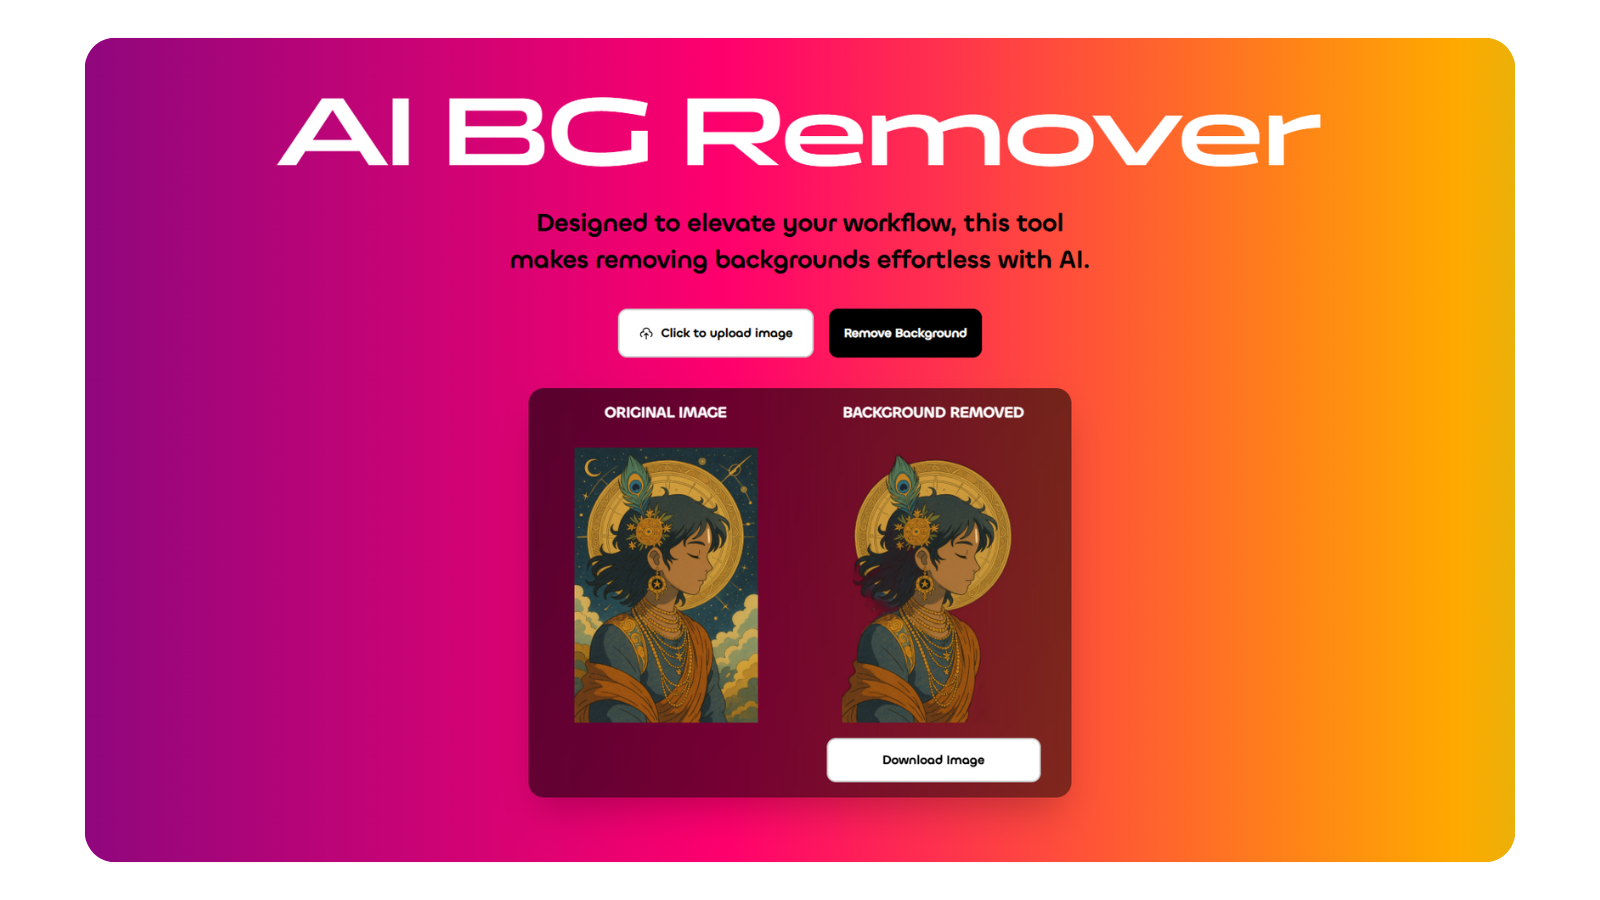 AI BG Remover
Designed to elevate your workflow, this tool
makes removing backgrounds effortless with AI.
Click to upload image
Remove Background
ORIGINAL IMAGE
BACKGROUND REMOVED
Download Image